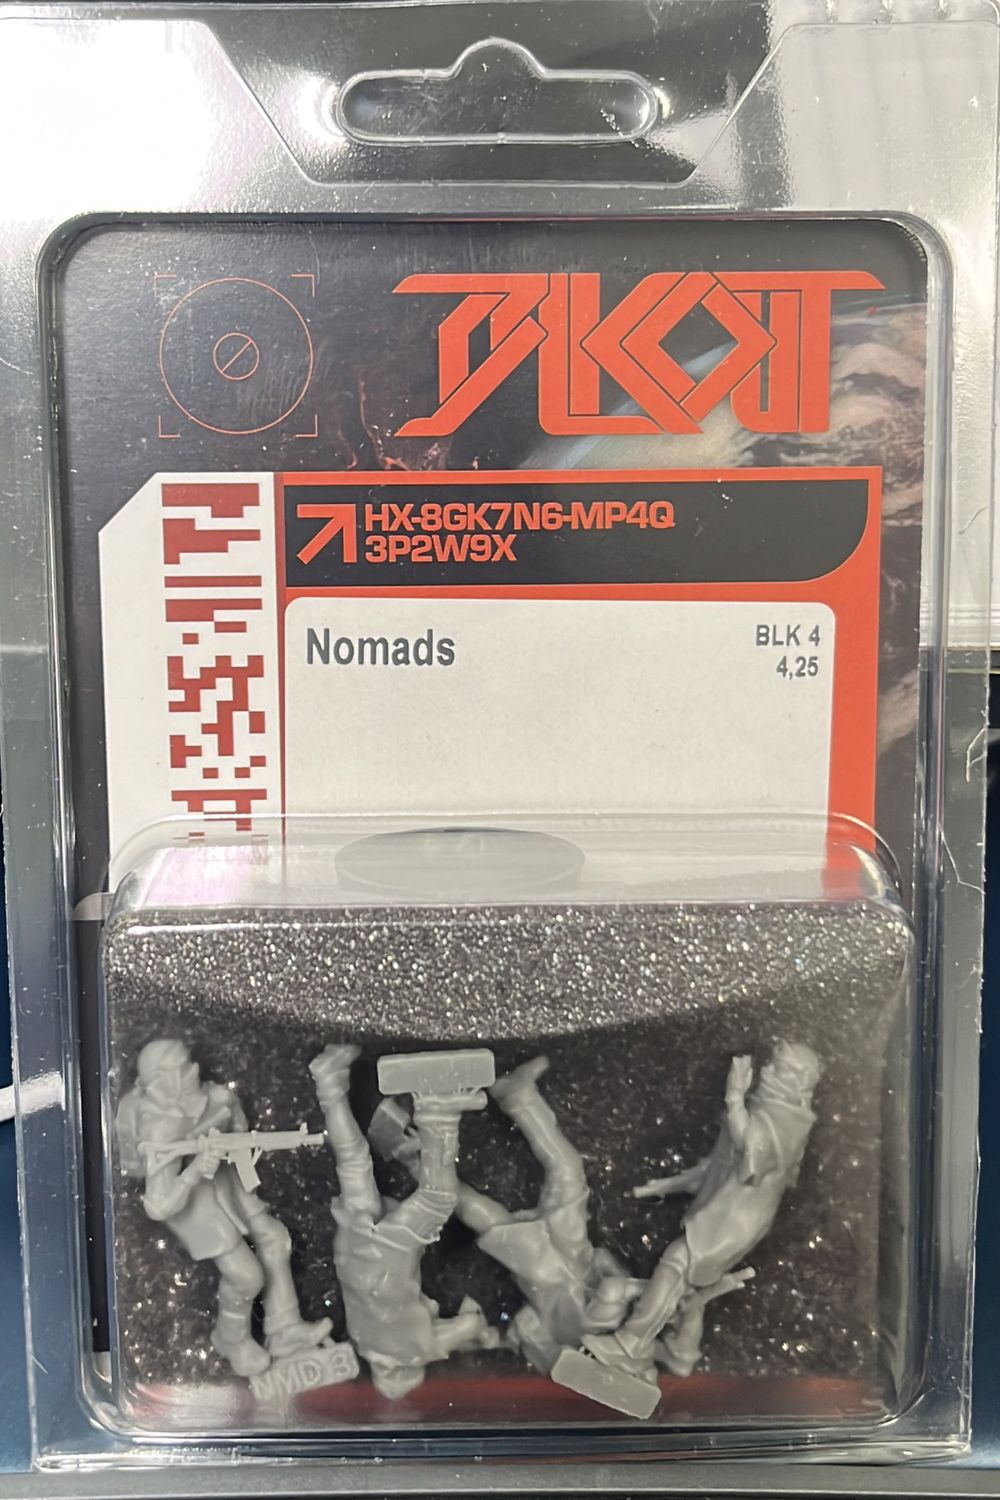 HX-8GK7N6-MP4Q
3P2W9X
Nomads
BLK 4
4,25
NMD 3